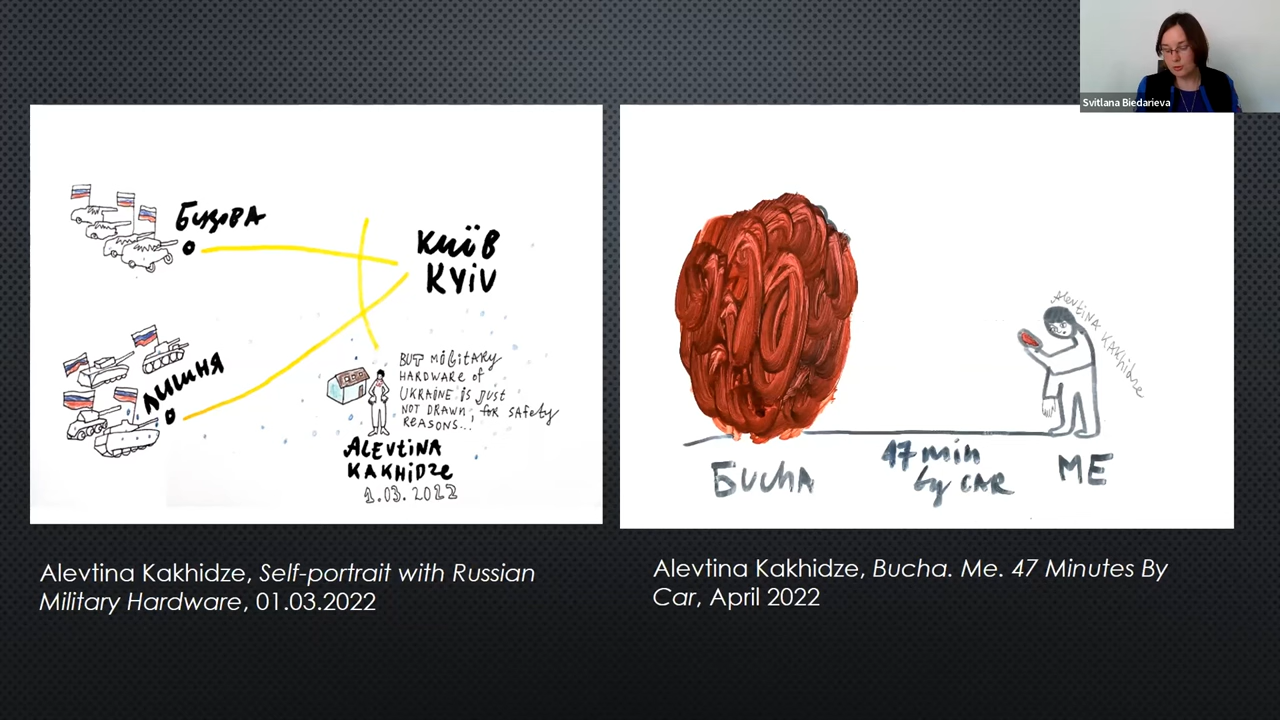 Svitlana Biedarieva
Бузова
Київ
Kyiv
Лишня
BUT MiLitARY
HARDWARE of
UKRAiNE iS JUSt
NOT DRAWN, for SAfety
REASONS...!
ALEVtiNA
KAKHiDZe
1.03.2022
Alevtina Kakhidze
БUCHA
47 min
by CAR
ME
Alevtina Kakhidze, Self-portrait with Russian
Military Hardware, 01.03.2022
Alevtina Kakhidze, Bucha. Me. 47 Minutes By
Car, April 2022